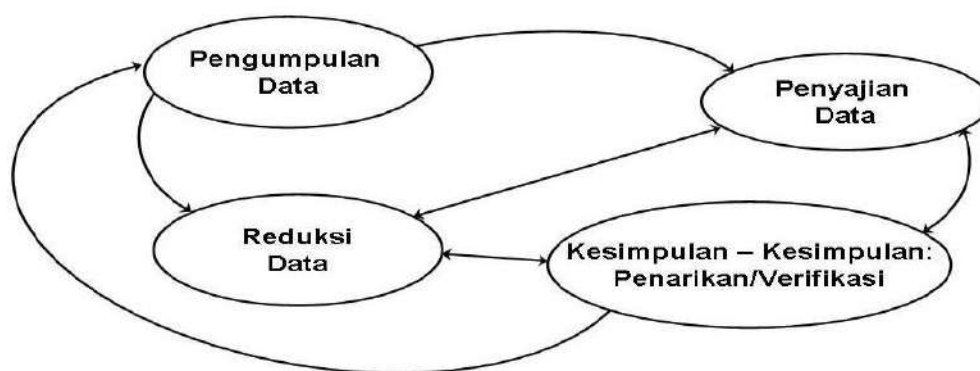 Pengumpulan
Data
Penyajian
Data
Reduksi
Data
Kesimpulan – Kesimpulan:
Penarikan/Verifikasi